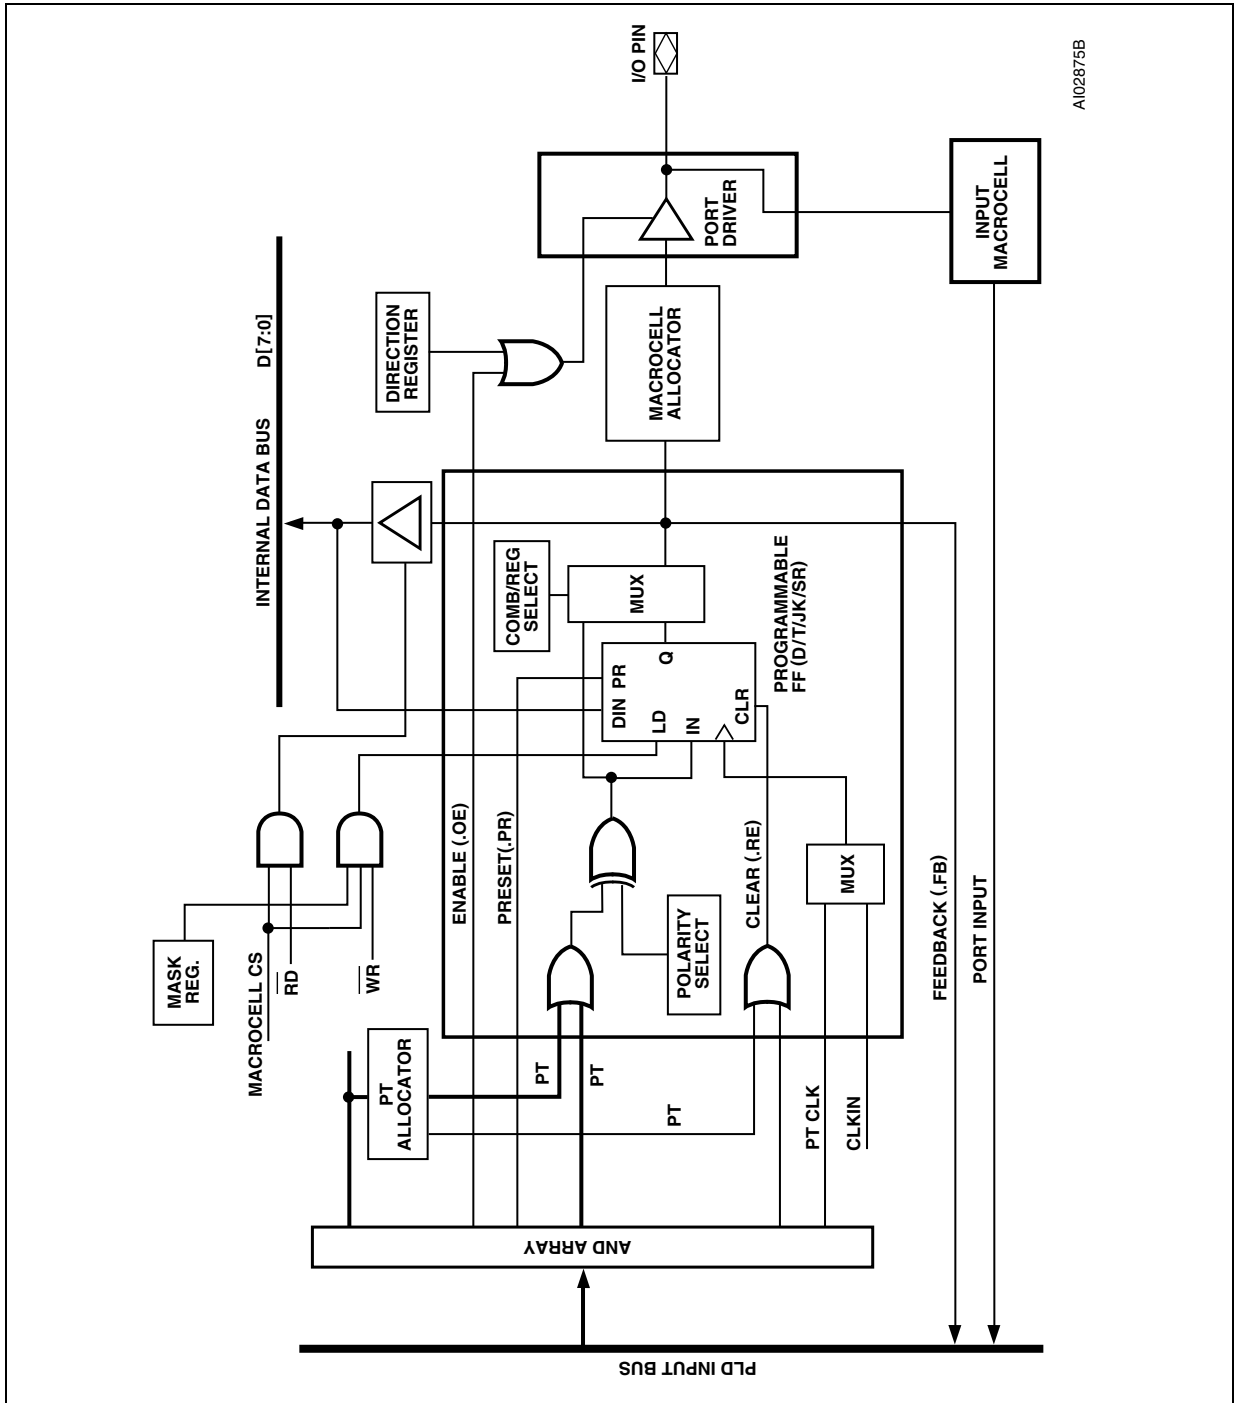 MASK
REG.
MACROCELL CS
RD
WR
INTERNAL DATA BUS D[7:0]
DIRECTION
REGISTER
I/O PIN
PORT
DRIVER
AI02875B
PT
ALLOCATOR
ENABLE (.OE)
PRESET(.PR)
COMB/REG
SELECT
MUX
MACROCELL
ALLOCATOR
DIN PR
LD
Q
IN
CLR
PROGRAMMABLE
FF (D/T/JK/SR)
PT
PT
PT
POLARITY
SELECT
CLEAR (.RE)
MUX
PT CLK
CLKIN
FEEDBACK (.FB)
PORT INPUT
INPUT
MACROCELL
AND ARRAY
PLD INPUT BUS